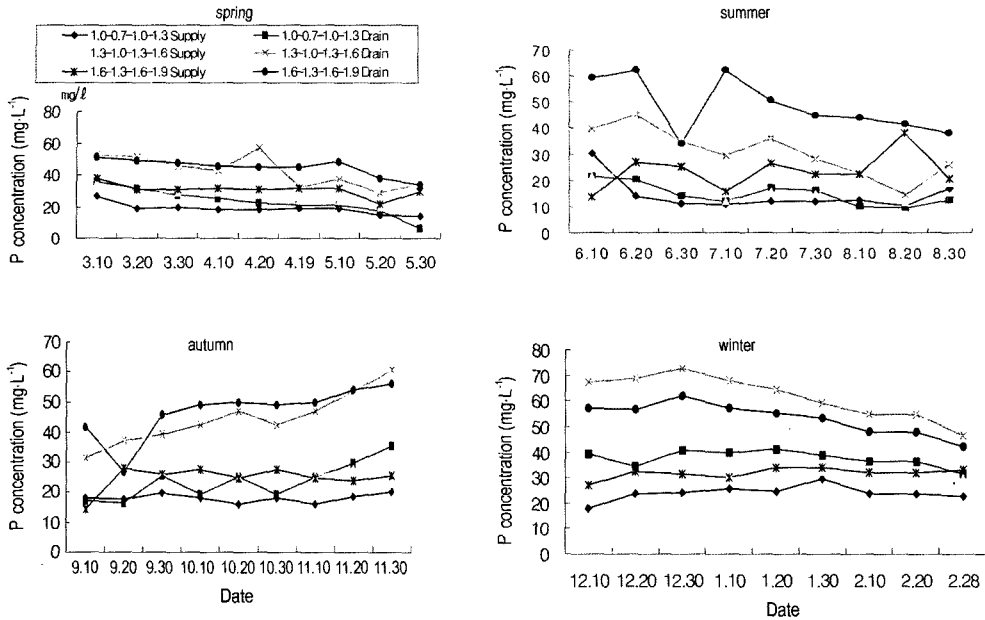 spring
1.0-0.7-1.0-1.3 Supply 1.0-0.7-1.0-1.3 Drain
1.3-1.0-1.3-1.6 Supply 1.3-1.0-1.3-1.6 Drain
1.6-1.3-1.6-1.9 Supply 1.6-1.3-1.6-1.9 Drain
㎎/ℓ
P concentration (mg·L⁻¹)
80
60
40
20
0
3.10 3.20 3.30 4.10 4.20 4.19 5.10 5.20 5.30
summer
P concentration (mg·L⁻¹)
70
60
50
40
30
20
10
0
6.10 6.20 6.30 7.10 7.20 7.30 8.10 8.20 8.30
autumn
P concentration (mg·L⁻¹)
70
60
50
40
30
20
10
0
9.10 9.20 9.30 10.10 10.20 10.30 11.10 11.20 11.30
Date
winter
P concentration (mg·L⁻¹)
80
70
60
50
40
30
20
10
0
12.10 12.20 12.30 1.10 1.20 1.30 2.10 2.20 2.28
Date